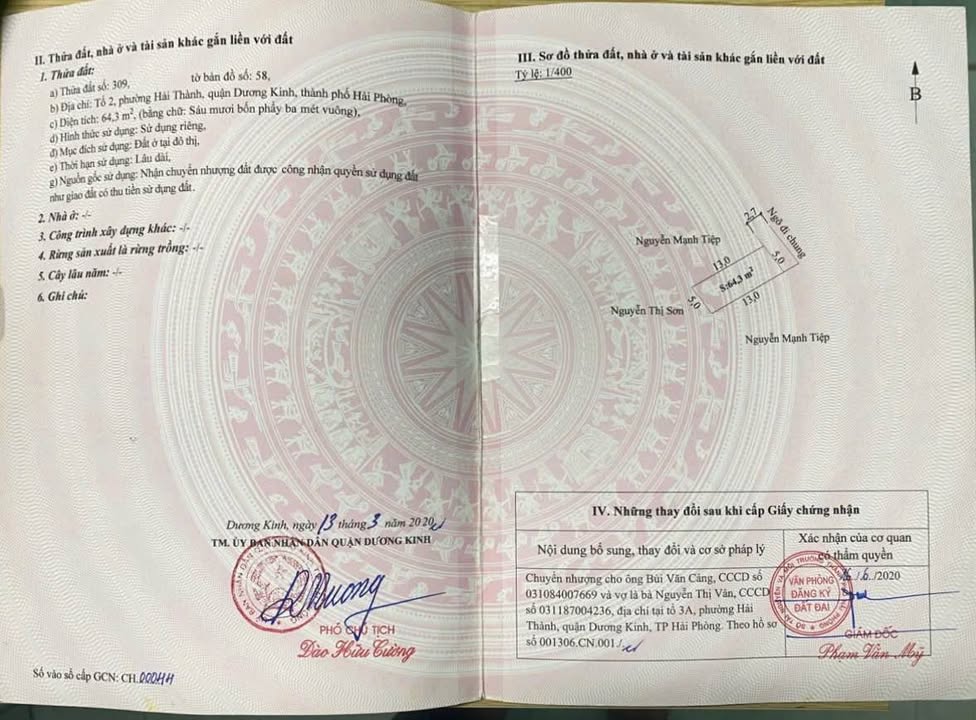 II. Thửa đất, nhà ở và tài sản khác gắn liền với đất
1. Thửa đất:
a) Thửa đất số: 309, tờ bản đồ số: 58,
b) Địa chỉ: Tổ 2, phường Hải Thành, quận Dương Kinh, thành phố Hải Phòng,
c) Diện tích: 64,3 m², (bằng chữ: Sáu mươi bốn phẩy ba mét vuông),
d) Hình thức sử dụng: Sử dụng riêng,
đ) Mục đích sử dụng: Đất ở tại đô thị,
e) Thời hạn sử dụng: Lâu dài,
g) Nguồn gốc sử dụng: Nhận chuyển nhượng đất được công nhận quyền sử dụng đất
như giao đất có thu tiền sử dụng đất.
2. Nhà ở: -/-
3. Công trình xây dựng khác: -/-
4. Rừng sản xuất là rừng trồng: -/-
5. Cây lâu năm: -/-
6. Ghi chú:
Dương Kinh, ngày 13 tháng 3 năm 2020
TM. ỦY BAN NHÂN DÂN QUẬN DƯƠNG KINH
PHÓ CHỦ TỊCH
Đào Hữu Cường
Số vào sổ cấp GCN: CH.
III. Sơ đồ thửa đất, nhà ở và tài sản khác gắn liền với đất
Tỷ lệ: 1/400
B
2,7
Ngõ đi chung
Nguyễn Mạnh Tiệp
13,0
5,0
S:64,3 m²
5,0
13,0
Nguyễn Thị Sơn
Nguyễn Mạnh Tiệp
IV. Những thay đổi sau khi cấp Giấy chứng nhận
Nội dung bổ sung, thay đổi và cơ sở pháp lý
Xác nhận của cơ quan
có thẩm quyền
Chuyển nhượng cho ông Bùi Văn Cảng, CCCD số
031084007669 và vợ là bà Nguyễn Thị Vân, CCCD
số 031187004236, địa chỉ tại tổ 3A, phường Hải
Thành, quận Dương Kinh, TP Hải Phòng. Theo hồ sơ
số 001306.CN.001
/6/2020
VĂN PHÒNG
ĐĂNG KÝ
ĐẤT ĐAI
GIÁM ĐỐC
Phạm Văn Mỹ